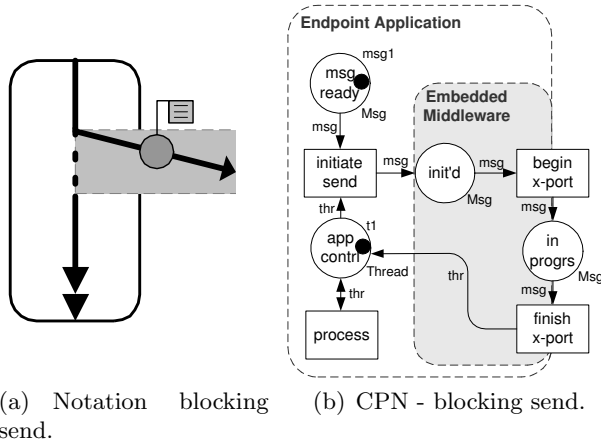 Endpoint Application
msg1
msg
ready
Msg
msg
Embedded
Middleware
initiate
send
msg
init'd
msg
begin
x-port
Msg
msg
thr
t1
app
contrl
Thread
in
progrs
Msg
thr
thr
msg
process
finish
x-port
(a) Notation blocking
send.
(b) CPN - blocking send.